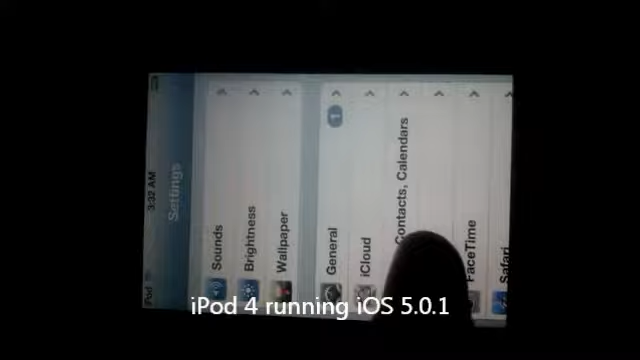 iPod
3:32 AM
Settings
Sounds
Brightness
Wallpaper
General
1
iCloud
Contacts, Calendars
FaceTime
Safari
iPod 4 running iOS 5.0.1